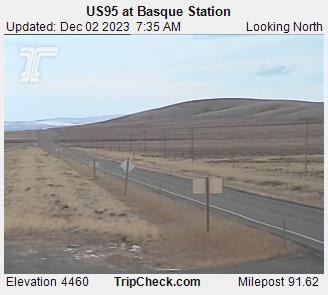 US95 at Basque Station
Updated: Dec 02 2023 7:35 AM Looking North
Elevation 4460 TripCheck.com Milepost 91.62